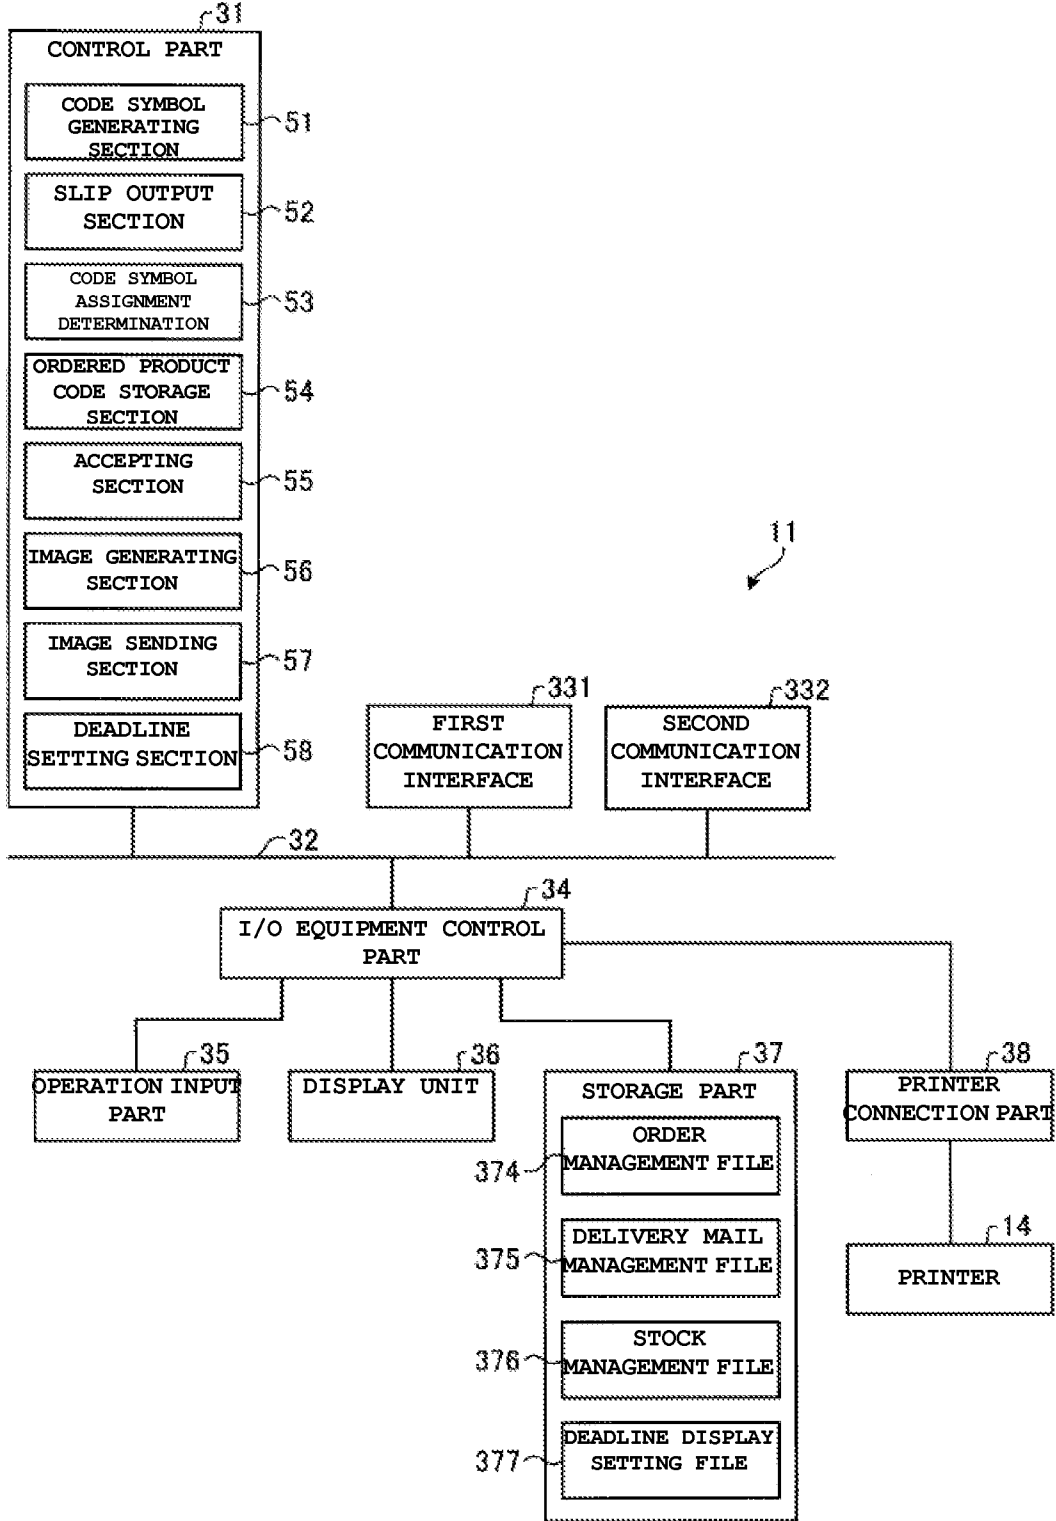 31
CONTROL PART
CODE SYMBOL
GENERATING
SECTION
51
SLIP OUTPUT
SECTION
52
CODE SYMBOL
ASSIGNMENT
DETERMINATION
53
ORDERED PRODUCT
CODE STORAGE
SECTION
54
ACCEPTING
SECTION
55
IMAGE GENERATING
SECTION
56
IMAGE SENDING
SECTION
57
DEADLINE
SETTING SECTION
58
11
331
FIRST
COMMUNICATION
INTERFACE
332
SECOND
COMMUNICATION
INTERFACE
32
34
I/O EQUIPMENT CONTROL
PART
35
OPERATION INPUT
PART
36
DISPLAY UNIT
37
STORAGE PART
ORDER
MANAGEMENT FILE
374
DELIVERY MAIL
MANAGEMENT FILE
375
STOCK
MANAGEMENT FILE
376
DEADLINE DISPLAY
SETTING FILE
377
38
PRINTER
CONNECTION PART
14
PRINTER